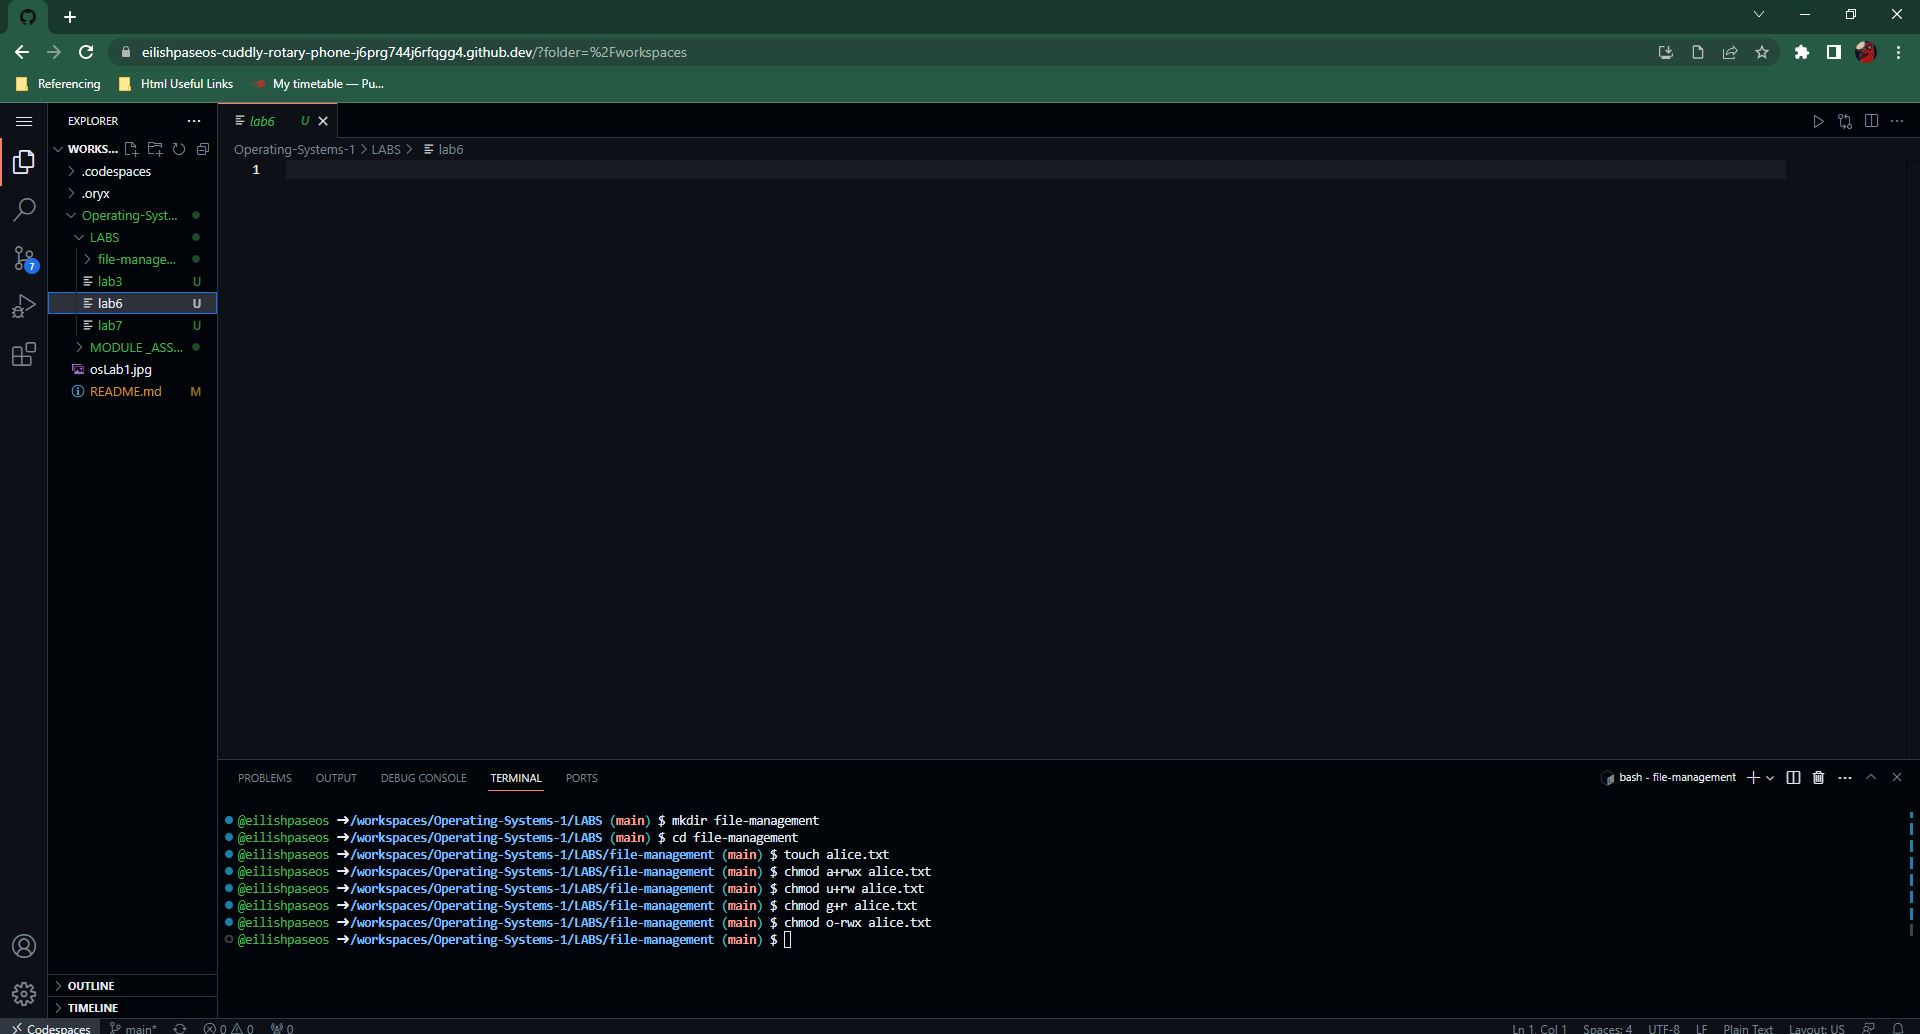 eilishpaseos-cuddly-rotary-phone-j6prg744j6rfqgg4.github.dev/?folder=%2Fworkspaces
Referencing
Html Useful Links
My timetable — Pu...
EXPLORER
WORKS...
.codespaces
.oryx
Operating-Syst...
LABS
file-manage...
lab3 U
lab6 U
lab7 U
MODULE _ASS...
osLab1.jpg
README.md M
7
OUTLINE
TIMELINE
lab6 U
Operating-Systems-1 > LABS > lab6
1
PROBLEMS OUTPUT DEBUG CONSOLE TERMINAL PORTS
bash - file-management
@eilishpaseos →/workspaces/Operating-Systems-1/LABS (main) $ mkdir file-management
@eilishpaseos →/workspaces/Operating-Systems-1/LABS (main) $ cd file-management
@eilishpaseos →/workspaces/Operating-Systems-1/LABS/file-management (main) $ touch alice.txt
@eilishpaseos →/workspaces/Operating-Systems-1/LABS/file-management (main) $ chmod a+rwx alice.txt
@eilishpaseos →/workspaces/Operating-Systems-1/LABS/file-management (main) $ chmod u+rw alice.txt
@eilishpaseos →/workspaces/Operating-Systems-1/LABS/file-management (main) $ chmod g+r alice.txt
@eilishpaseos →/workspaces/Operating-Systems-1/LABS/file-management (main) $ chmod o-rwx alice.txt
@eilishpaseos →/workspaces/Operating-Systems-1/LABS/file-management (main) $
Codespaces main* 0 0 0 Ln 1, Col 1 Spaces: 4 UTF-8 LF Plain Text Layout: US